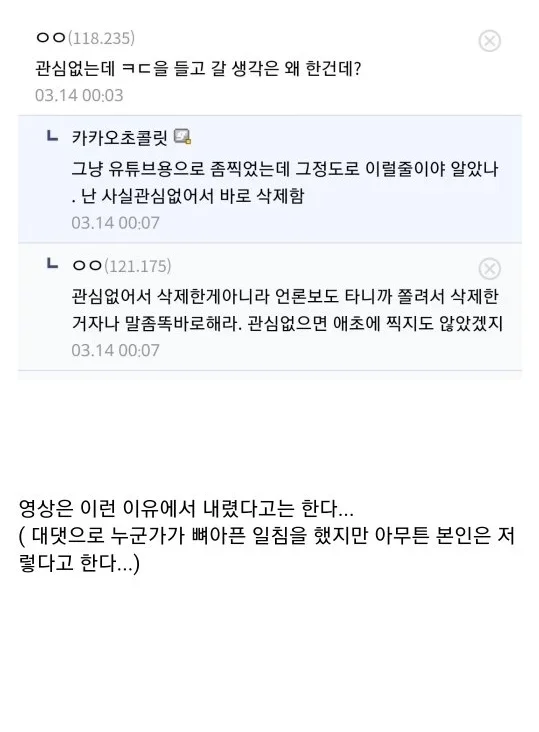 ㅇㅇ(118.235)
관심없는데 ㅋㄷ을 들고 갈 생각은 왜 한건데?
03.14 00:03
ㄴ 카카오초콜릿
그냥 유튜브용으로 좀찍었는데 그정도로 이럴줄이야 알았나
. 난 사실관심없어서 바로 삭제함
03.14 00:07
ㄴ ㅇㅇ(121.175)
관심없어서 삭제한게아니라 언론보도 타니까 쫄려서 삭제한
거자나 말좀똑바로해라. 관심없으면 애초에 찍지도 않았겠지
03.14 00:07
영상은 이런 이유에서 내렸다고는 한다...
( 대댓으로 누군가가 뼈아픈 일침을 했지만 아무튼 본인은 저
렇다고 한다...)